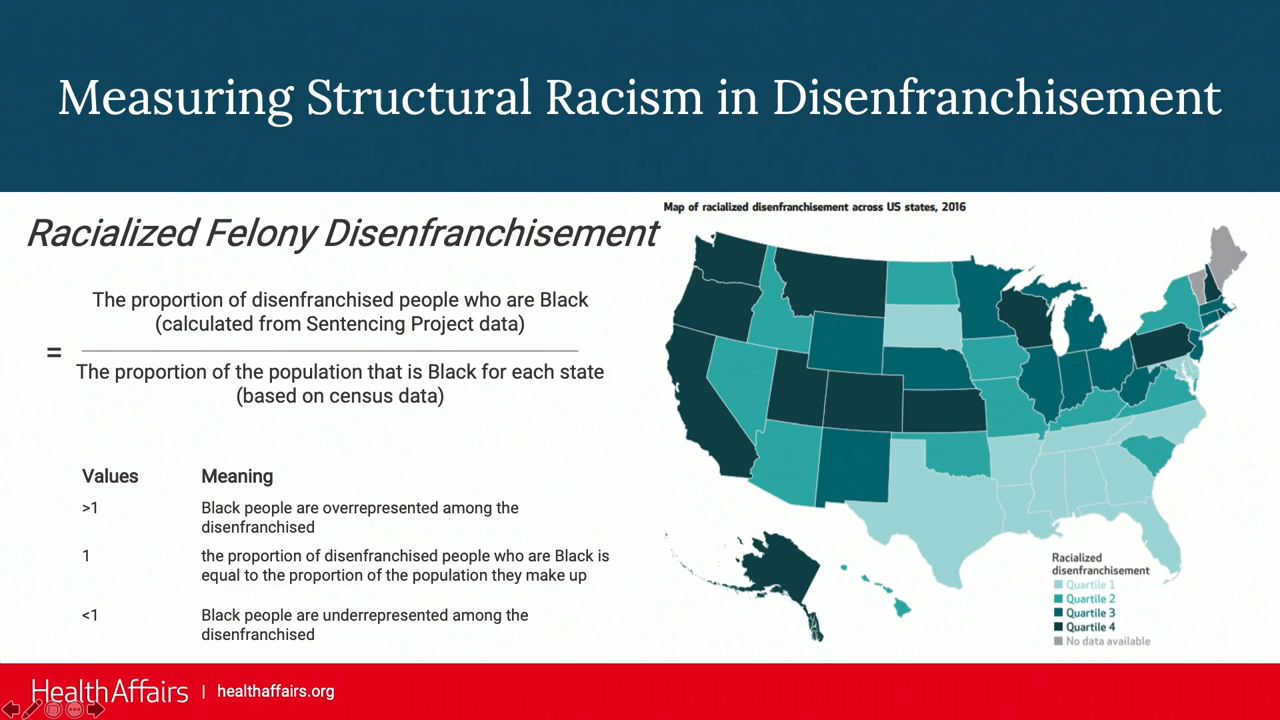 Measuring Structural Racism in Disenfranchisement
Racialized Felony Disenfranchisement
=
The proportion of disenfranchised people who are Black
(calculated from Sentencing Project data)
The proportion of the population that is Black for each state
(based on census data)
Values Meaning
>1 Black people are overrepresented among the
disenfranchised
1 the proportion of disenfranchised people who are Black is
equal to the proportion of the population they make up
<1 Black people are underrepresented among the
disenfranchised
Map of racialized disenfranchisement across US states, 2016
Racialized
disenfranchisement
Quartile 1
Quartile 2
Quartile 3
Quartile 4
No data available
HealthAffairs | healthaffairs.org